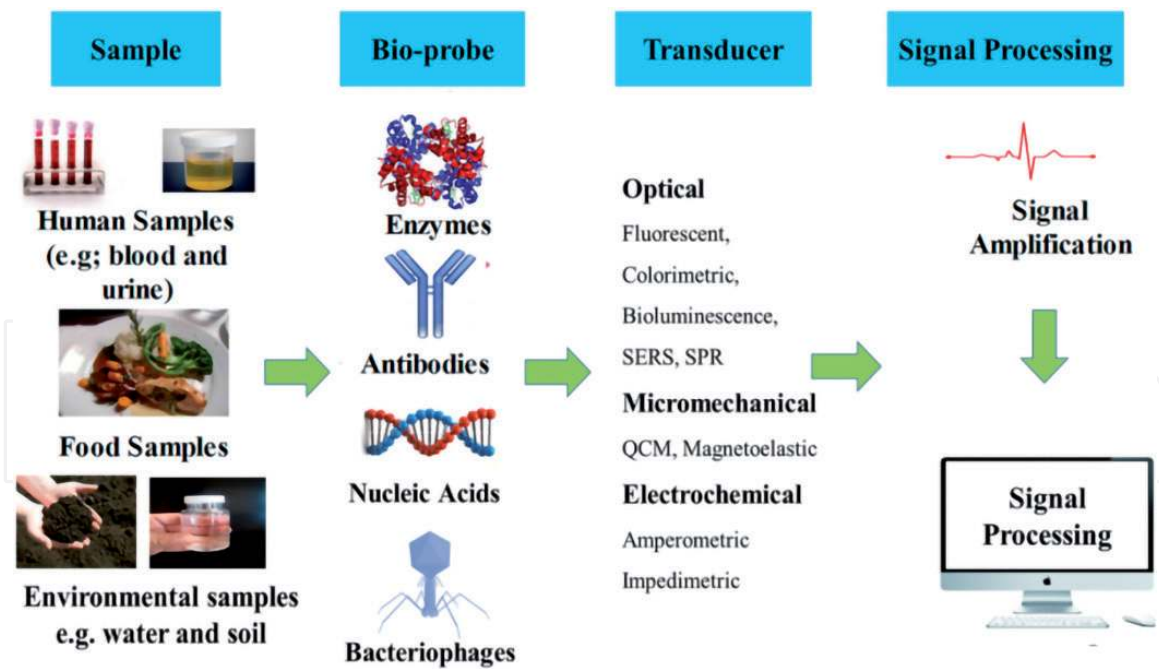 Sample
Bio-probe
Transducer
Signal Processing
Human Samples
(e.g; blood and
urine)
Food Samples
Environmental samples
e.g. water and soil
Enzymes
Antibodies
Nucleic Acids
Bacteriophages
Optical
Fluorescent,
Colorimetric,
Bioluminescence,
SERS, SPR
Micromechanical
QCM, Magnetoelastic
Electrochemical
Amperometric
Impedimetric
Signal
Amplification
Signal
Processing